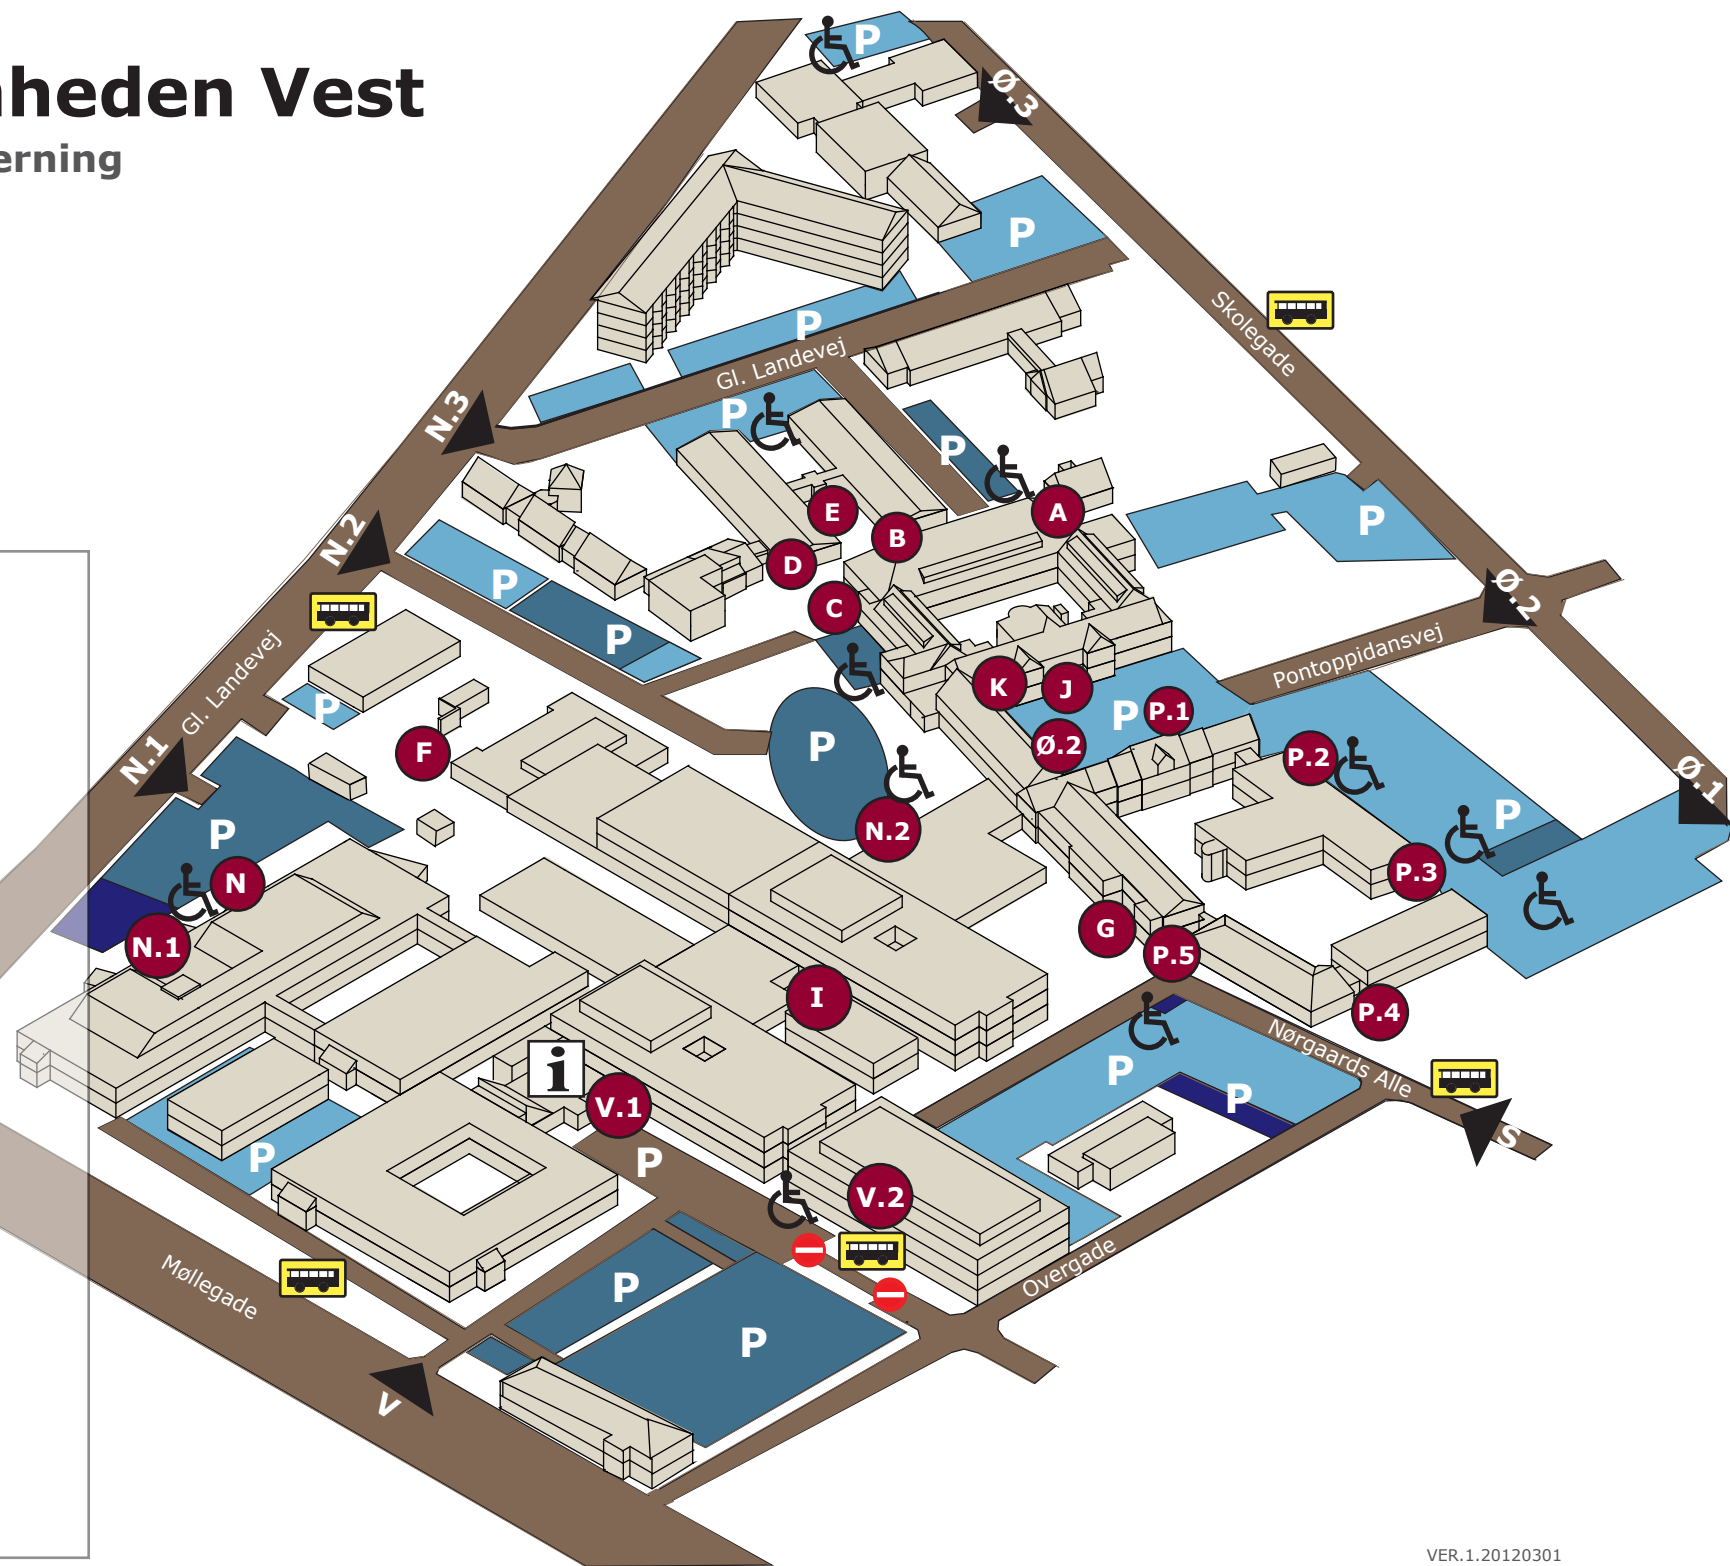 nheden Vest
erning
P
Ø.3
P
Skolegade
P
Gl. Landevej
P
N.3
P
A
E
B
P
D
N.2
P
C
P
Ø.2
Pontoppidansvej
Gl. Landevej
P
K
J
P
P.1
F
P
Ø.2
P.2
N.1
P
N
N.2
P
Ø.1
P.3
N.1
G
P.5
I
P.4
i
V.1
P
Nørgaards Alle
P
S
P
P
V.2
Overgade
Møllegade
P
P
V
VER.1.20120301